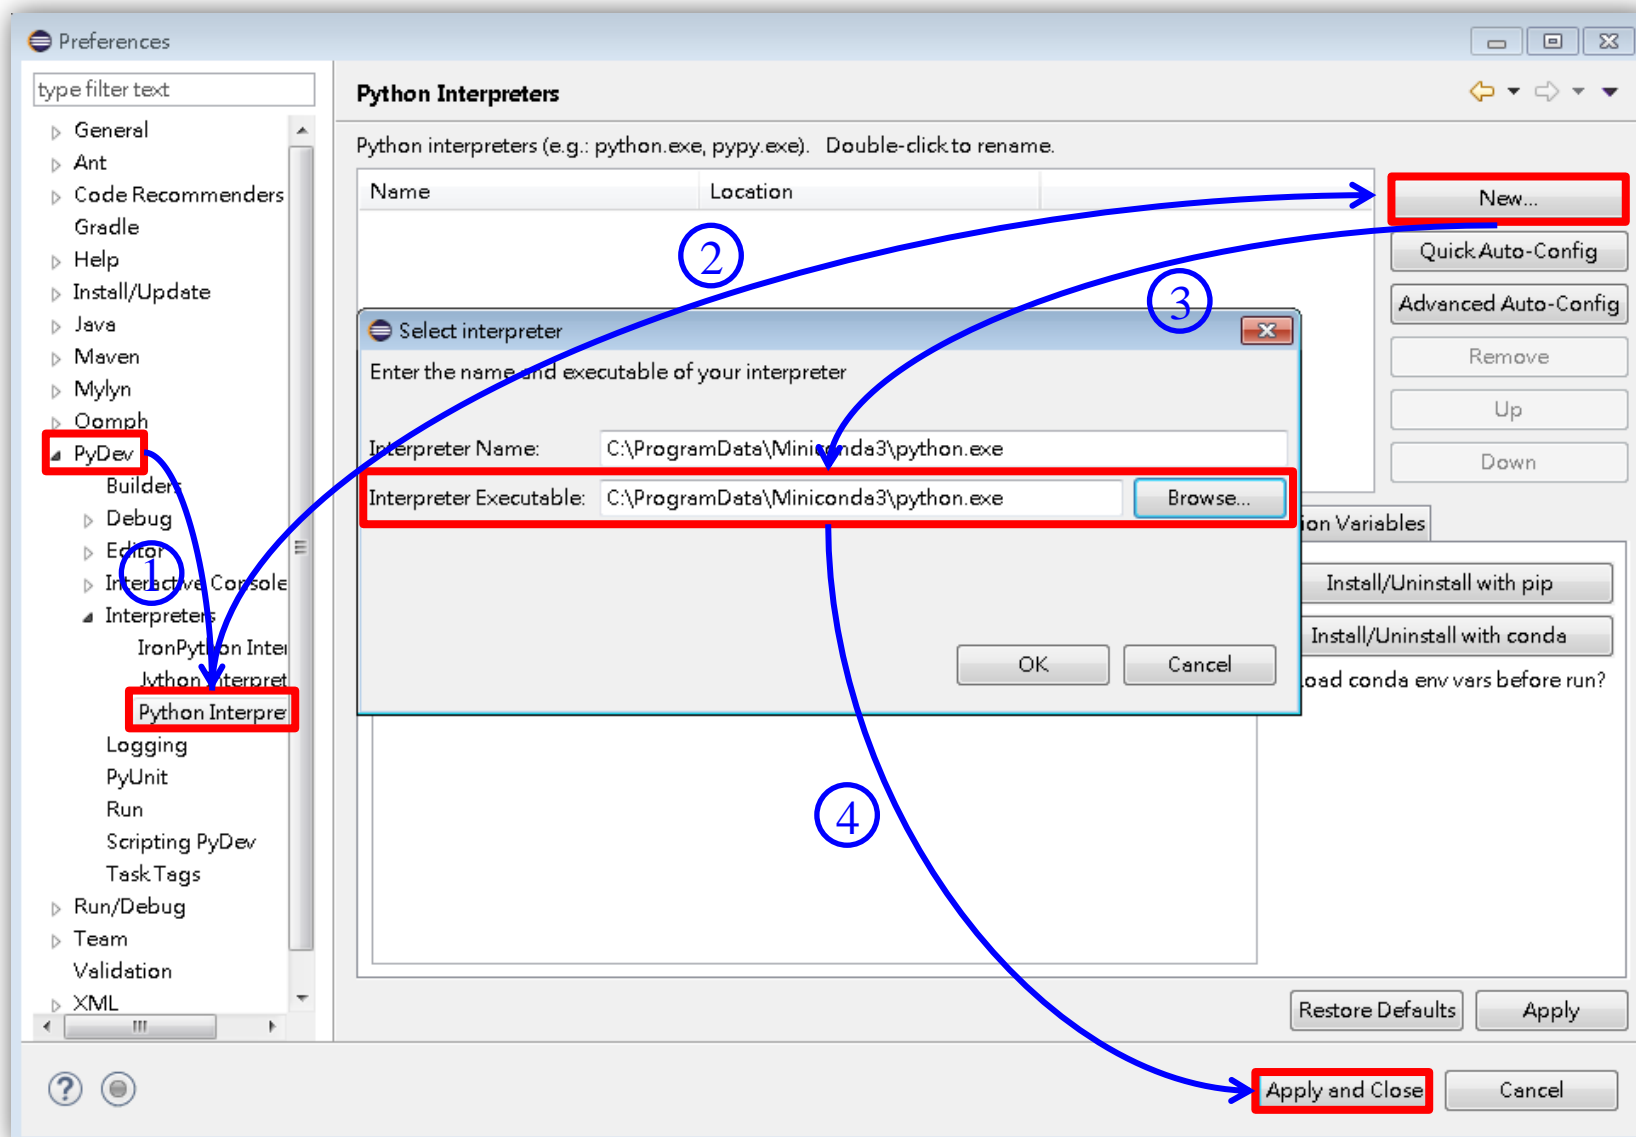 Preferences
type filter text
General
Ant
Code Recommenders
Gradle
Help
Install/Update
Java
Maven
Mylyn
Oomph
PyDev
Builders
Debug
Editor
Interactive Console
Interpreters
IronPython Inter
Jython Interpret
Python Interpre
Logging
PyUnit
Run
Scripting PyDev
Task Tags
Run/Debug
Team
Validation
XML
1
Python Interpreters
Python interpreters (e.g.: python.exe, pypy.exe).   Double-click to rename.
Name Location
New...
Quick Auto-Config
Advanced Auto-Config
Remove
Up
Down
2
3
Select interpreter
Enter the name and executable of your interpreter
Interpreter Name: C:\ProgramData\Miniconda3\python.exe
Interpreter Executable: C:\ProgramData\Miniconda3\python.exe Browse...
OK Cancel
ion Variables
Install/Uninstall with pip
Install/Uninstall with conda
oad conda env vars before run?
4
Restore Defaults Apply
? Apply and Close Cancel